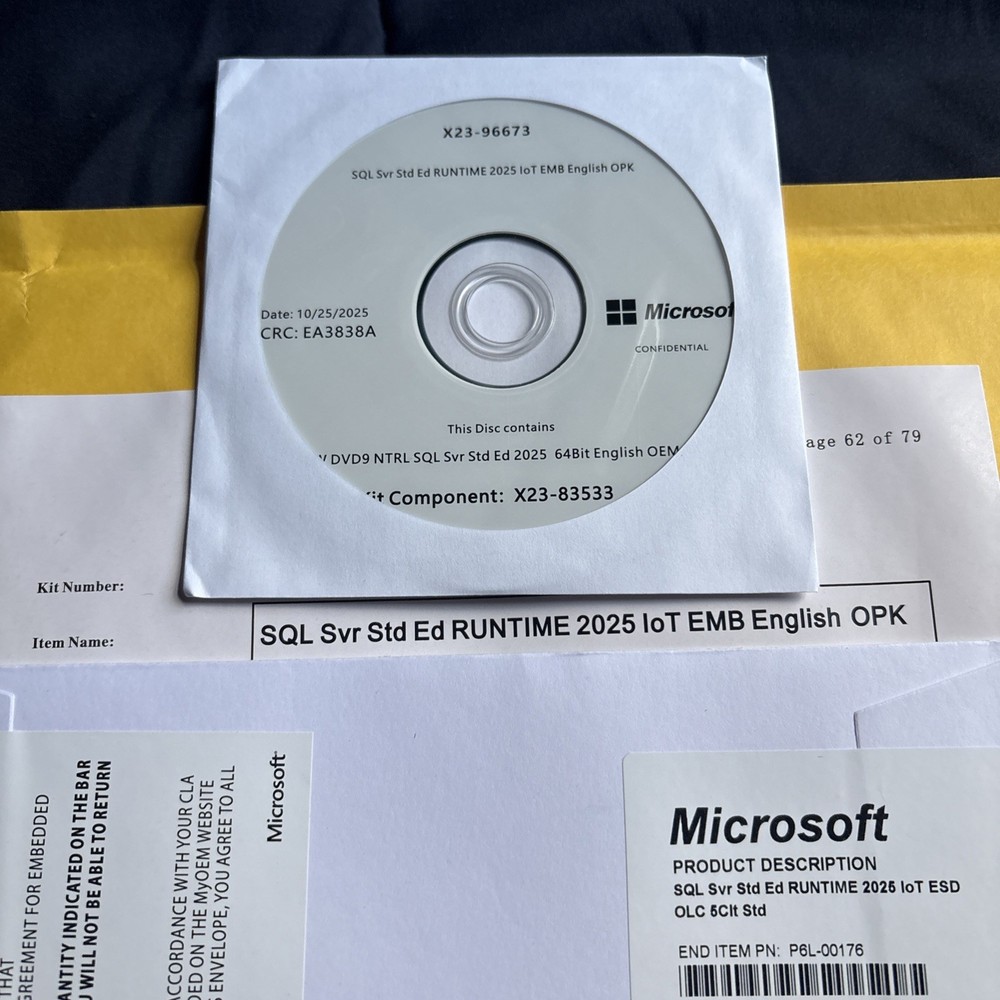 X23-96673
SQL Svr Std Ed RUNTIME 2025 IoT EMB English OPK
Date: 10/25/2025
CRC: EA3838A
Microsof
CONFIDENTIAL
This Disc contains
DVD9 NTRL SQL Svr Std Ed 2025 64Bit English OEM
Kit Component: X23-83533
age 62 of 79
Kit Number:
Item Name:
SQL Svr Std Ed RUNTIME 2025 IoT EMB English OPK
THAT
GREEMENT FOR EMBEDDED
ANTITY INDICATED ON THE BAR
U WILL NOT BE ABLE TO RETURN
ACCORDANCE WITH YOUR CLA
DED ON THE MyOEM WEBSITE
S ENVELOPE, YOU AGREE TO ALL
Microsoft
Microsoft
PRODUCT DESCRIPTION
SQL Svr Std Ed RUNTIME 2025 IoT ESD
OLC 5Clt Std
END ITEM PN: P6L-00176